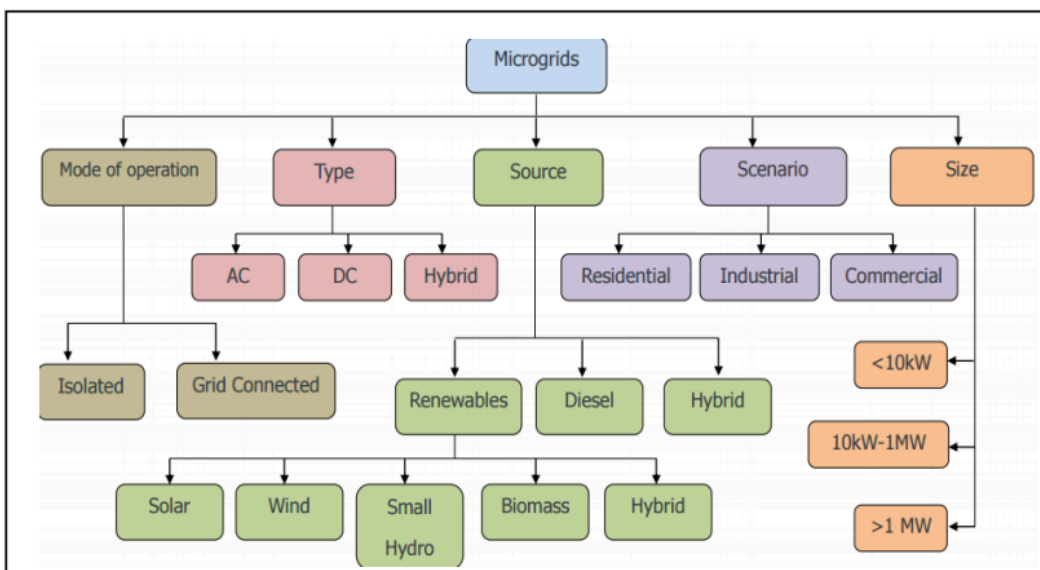 Microgrids
Mode of operation
Type
Source
Scenario
Size
AC
DC
Hybrid
Residential
Industrial
Commercial
Isolated
Grid Connected
Renewables
Diesel
Hybrid
<10kW
10kW-1MW
>1 MW
Solar
Wind
Small
Hydro
Biomass
Hybrid